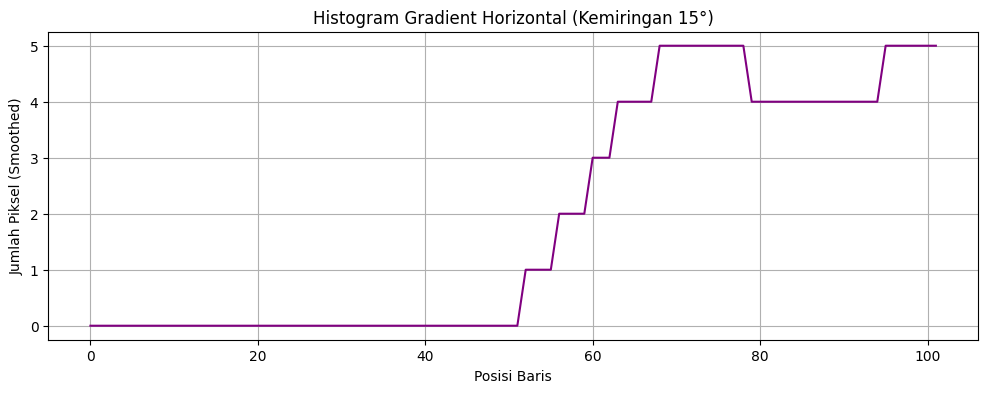 Histogram Gradient Horizontal (Kemiringan 15°)
Jumlah Piksel (Smoothed)
5
4
3
2
1
0
0 20 40 60 80 100
Posisi Baris